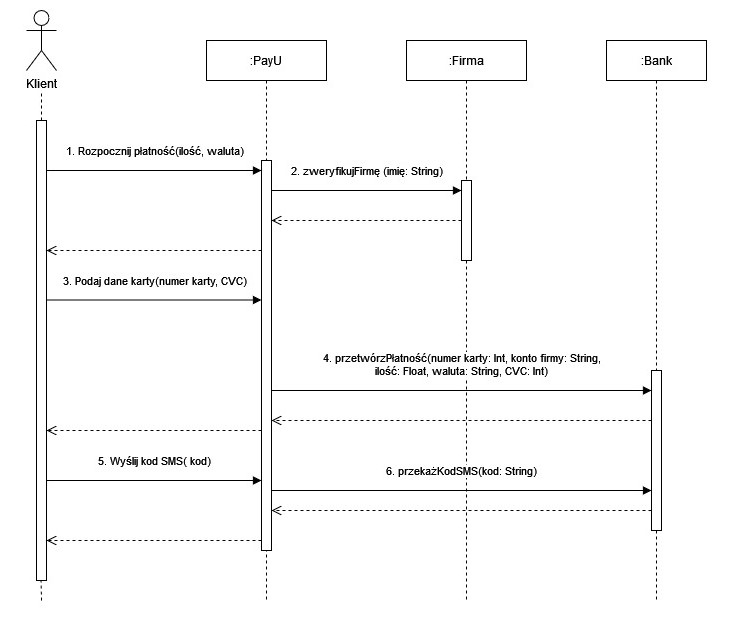 Klient
:PayU
:Firma
:Bank
1. Rozpocznij płatność(ilość, waluta)
2. zweryfikujFirmę (imię: String)
3. Podaj dane karty(numer karty, CVC)
4. przetwórzPłatność(numer karty: Int, konto firmy: String,
ilość: Float, waluta: String, CVC: Int)
5. Wyślij kod SMS( kod)
6. przekażKodSMS(kod: String)